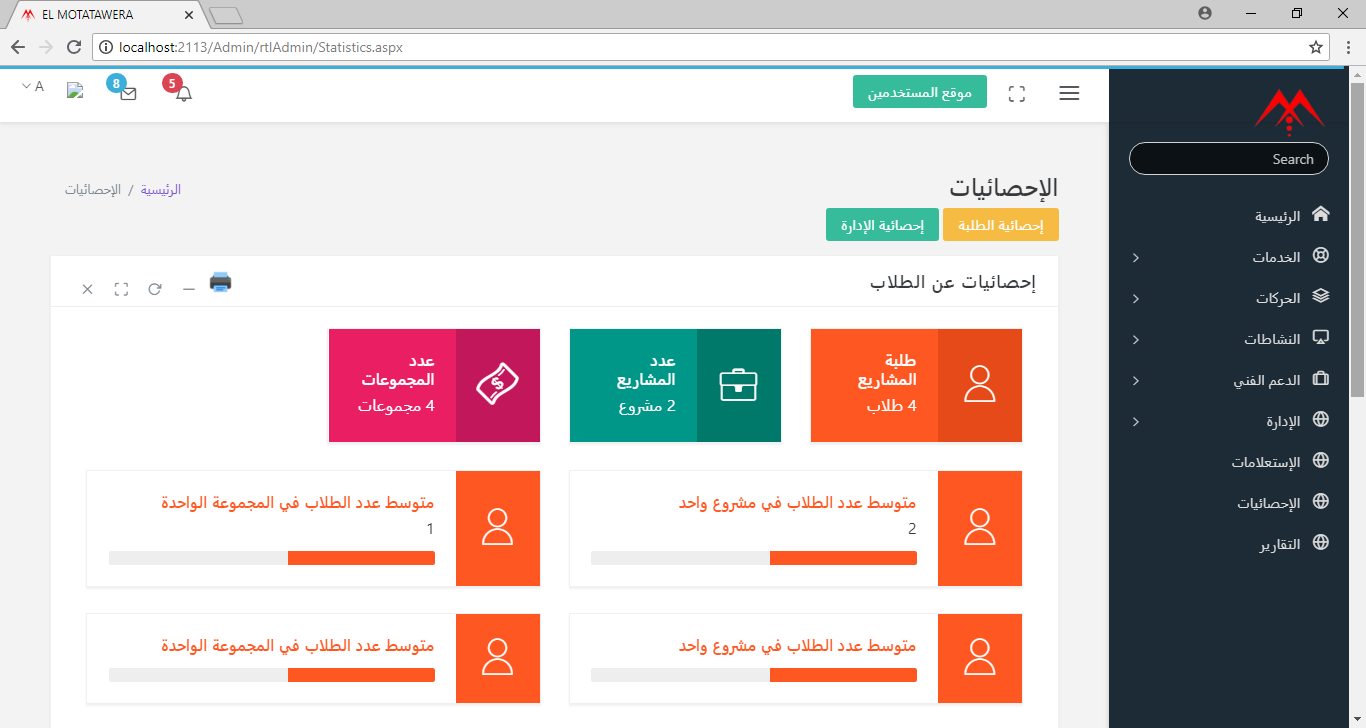 EL MOTATAWERA
localhost:2113/Admin/rtlAdmin/Statistics.aspx
موقع المستخدمين
5
8
A
Search
الرئيسية
الخدمات
الحركات
النشاطات
الدعم الفني
الإدارة
الإستعلامات
الإحصائيات
التقارير
الإحصائيات
الرئيسية / الإحصائيات
إحصائية الطلبة
إحصائية الإدارة
إحصائيات عن الطلاب
طلبة
المشاريع
4 طلاب
عدد
المشاريع
2 مشروع
عدد
المجموعات
4 مجموعات
متوسط عدد الطلاب في مشروع واحد
2
متوسط عدد الطلاب في المجموعة الواحدة
1
متوسط عدد الطلاب في مشروع واحد
متوسط عدد الطلاب في المجموعة الواحدة